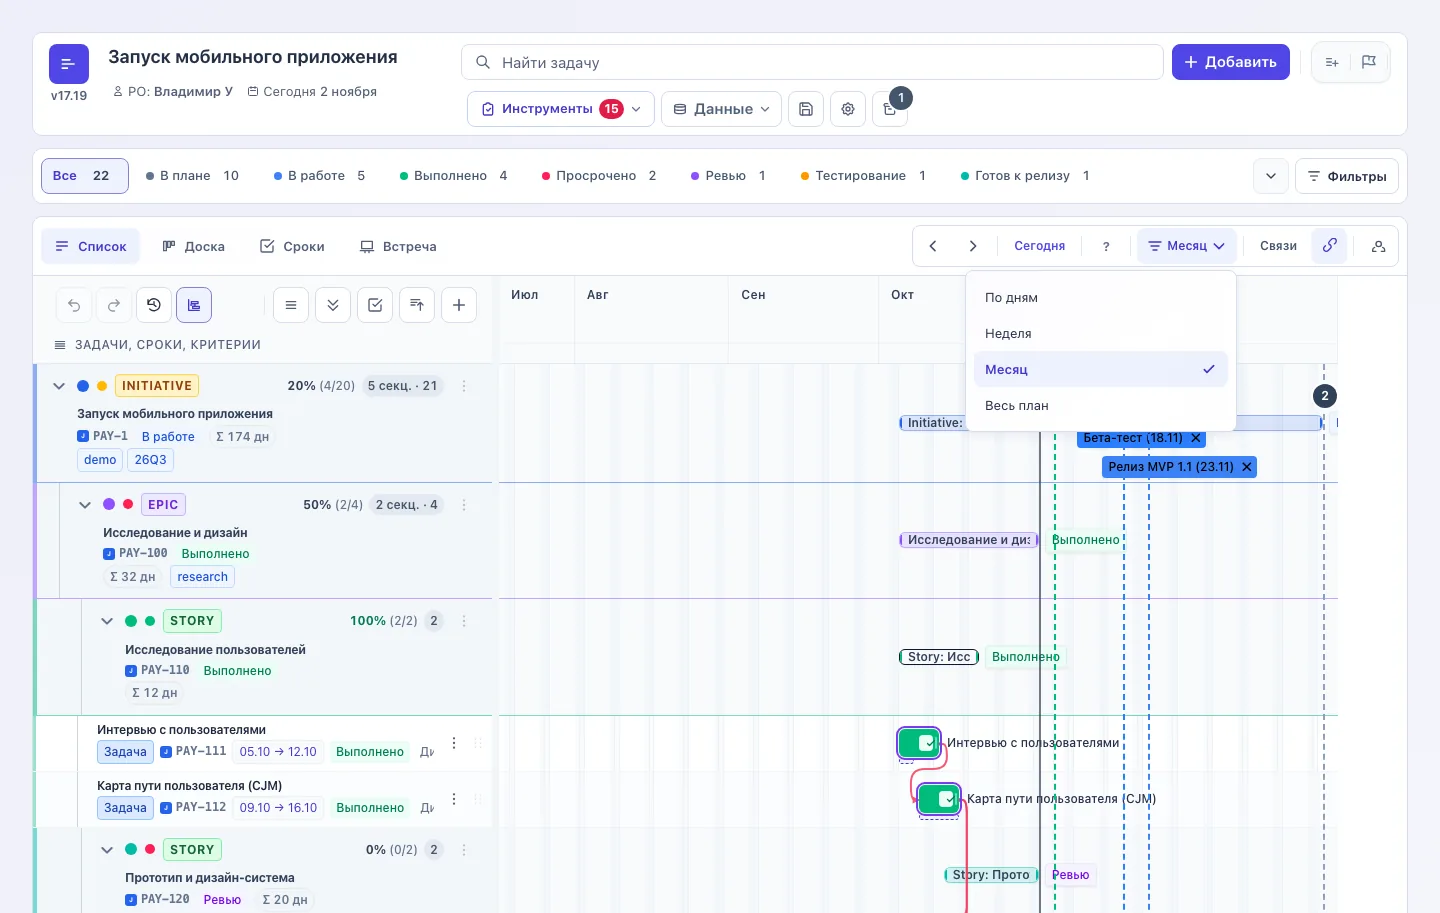 Запуск мобильного приложения
v17.19
PO: Владимир У Сегодня 2 ноября
Найти задачу
Добавить
Инструменты 15
Данные
1
Все 22
В плане 10
В работе 5
Выполнено 4
Просрочено 2
Ревью 1
Тестирование 1
Готов к релизу 1
Фильтры
Список
Доска
Сроки
Встреча
Сегодня
?
Месяц
Связи
По дням
Неделя
Месяц
Весь план
ЗАДАЧИ, СРОКИ, КРИТЕРИИ
Июл
Авг
Сен
Окт
INITIATIVE
20% (4/20) 5 секц. · 21
Запуск мобильного приложения
PAY-1 В работе Σ 174 дн
demo 26Q3
Initiative:
2
Бета-тест (18.11) ✕
Релиз MVP 1.1 (23.11) ✕
EPIC
50% (2/4) 2 секц. · 4
Исследование и дизайн
PAY-100 Выполнено
Σ 32 дн research
Исследование и диз
Выполнено
STORY
100% (2/2) 2
Исследование пользователей
PAY-110 Выполнено
Σ 12 дн
Story: Исс
Выполнено
Интервью с пользователями
Задача PAY-111 05.10 → 12.10 Выполнено Ди
Интервью с пользователями
Карта пути пользователя (CJM)
Задача PAY-112 09.10 → 16.10 Выполнено Ди
Карта пути пользователя (CJM)
STORY
0% (0/2) 2
Прототип и дизайн-система
PAY-120 Ревью Σ 20 дн
Story: Прото
Ревью